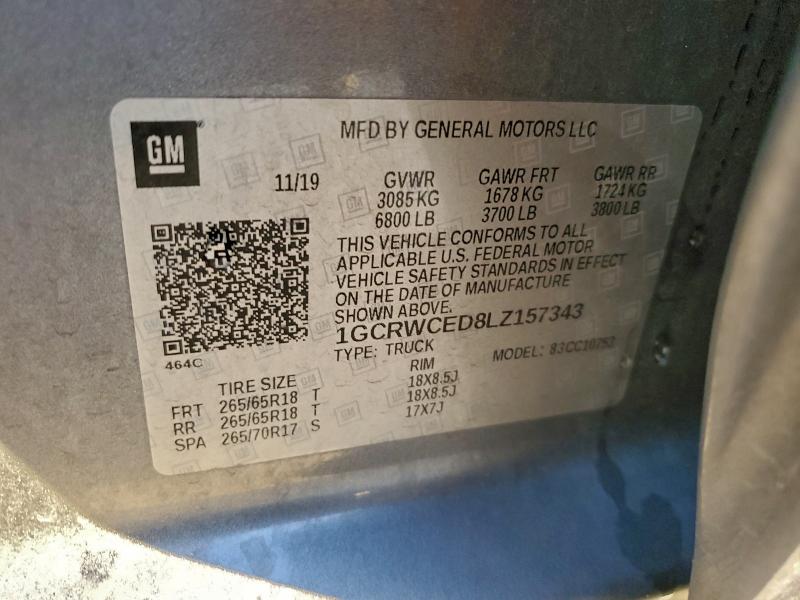 GM
MFD BY GENERAL MOTORS LLC
11/19
GVWR GAWR FRT GAWR RR
3085 KG 1678 KG 1724 KG
6800 LB 3700 LB 3800 LB
THIS VEHICLE CONFORMS TO ALL
APPLICABLE U.S. FEDERAL MOTOR
VEHICLE SAFETY STANDARDS IN EFFECT
ON THE DATE OF MANUFACTURE
SHOWN ABOVE.
1GCRWCED8LZ157343
464C
TYPE: TRUCK MODEL: 83CC10753
TIRE SIZE RIM
FRT 265/65R18 T 18X8.5J
RR 265/65R18 T 18X8.5J
SPA 265/70R17 S 17X7J